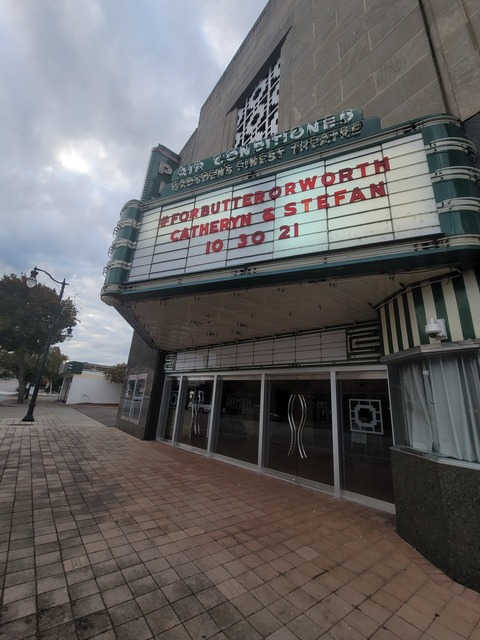 AIR CONDITIONED
GADSDEN'S FINEST THEATRE
#FORBUTTERORWORTH
CATHERYN & STEFAN
10 30 21